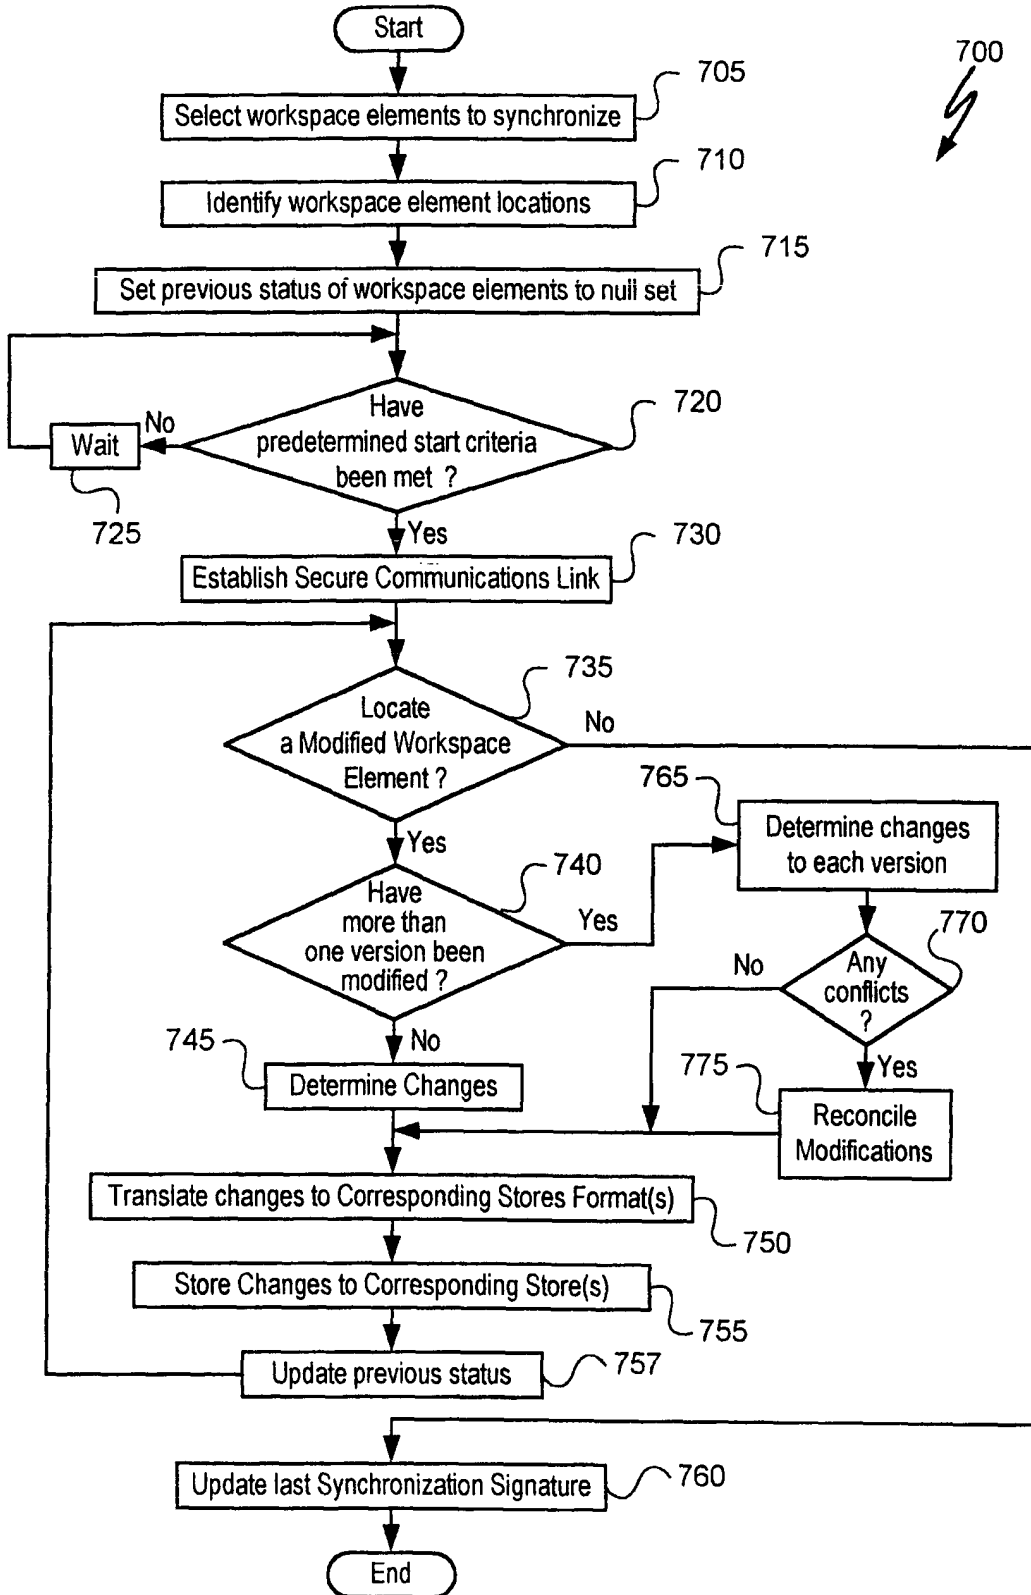 Start
700
705
Select workspace elements to synchronize
710
Identify workspace element locations
715
Set previous status of workspace elements to null set
Have
predetermined start criteria
been met ?
720
No
Wait
725
Yes
730
Establish Secure Communications Link
735
Locate
a Modified Workspace
Element ?
No
Yes
765
Determine changes
to each version
740
Have
more than
one version been
modified ?
Yes
770
Any
conflicts
?
No
Yes
No
745
Determine Changes
775
Reconcile
Modifications
Translate changes to Corresponding Stores Format(s)
750
Store Changes to Corresponding Store(s)
755
Update previous status
757
Update last Synchronization Signature
760
End